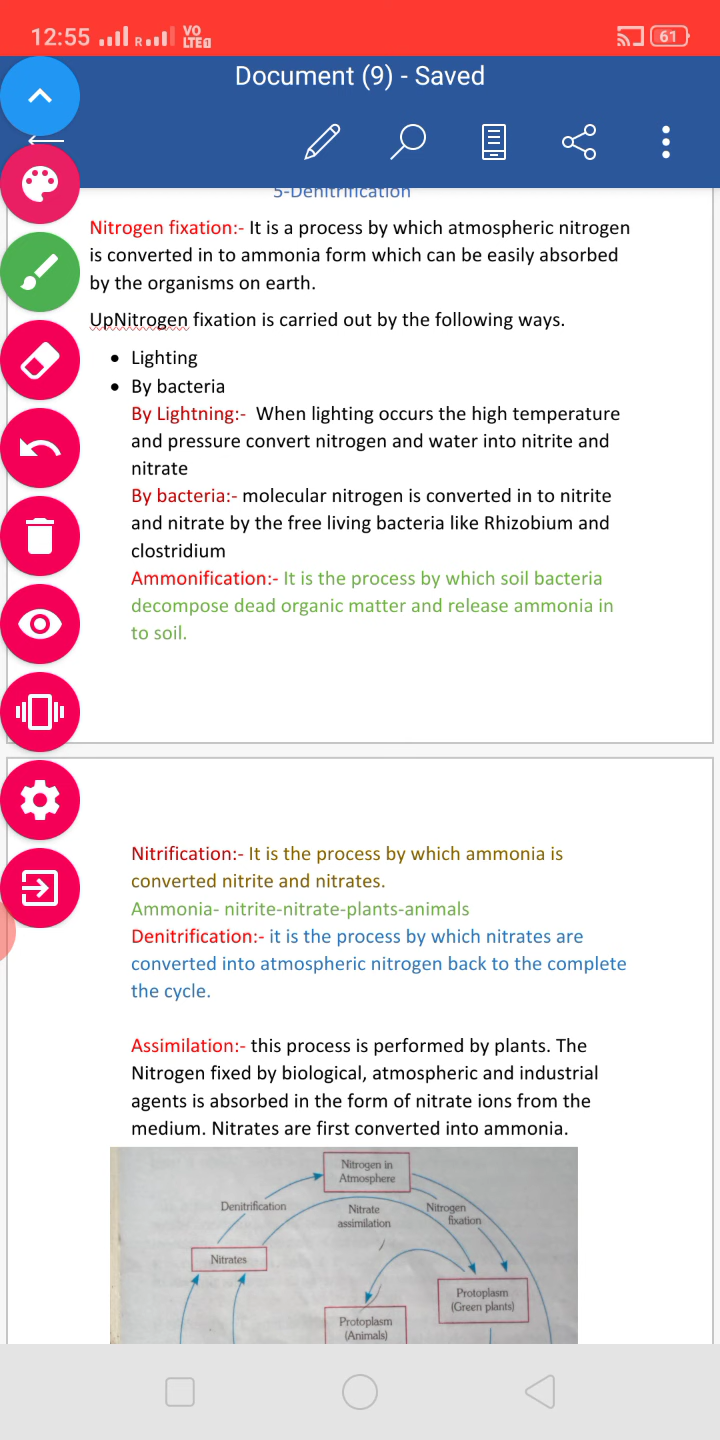 12:55
R
VO
LTE
61
Document (9) - Saved
5-Denitrification
Nitrogen fixation:- It is a process by which atmospheric nitrogen
is converted in to ammonia form which can be easily absorbed
by the organisms on earth.
UpNitrogen fixation is carried out by the following ways.
• Lighting
• By bacteria
By Lightning:- When lighting occurs the high temperature
and pressure convert nitrogen and water into nitrite and
nitrate
By bacteria:- molecular nitrogen is converted in to nitrite
and nitrate by the free living bacteria like Rhizobium and
clostridium
Ammonification:- It is the process by which soil bacteria
decompose dead organic matter and release ammonia in
to soil.
Nitrification:- It is the process by which ammonia is
converted nitrite and nitrates.
Ammonia- nitrite-nitrate-plants-animals
Denitrification:- it is the process by which nitrates are
converted into atmospheric nitrogen back to the complete
the cycle.
Assimilation:- this process is performed by plants. The
Nitrogen fixed by biological, atmospheric and industrial
agents is absorbed in the form of nitrate ions from the
medium. Nitrates are first converted into ammonia.
Nitrogen in
Atmosphere
Denitrification
Nitrate
assimilation
Nitrogen
fixation
Nitrates
Protoplasm
(Green plants)
Protoplasm
(Animals)